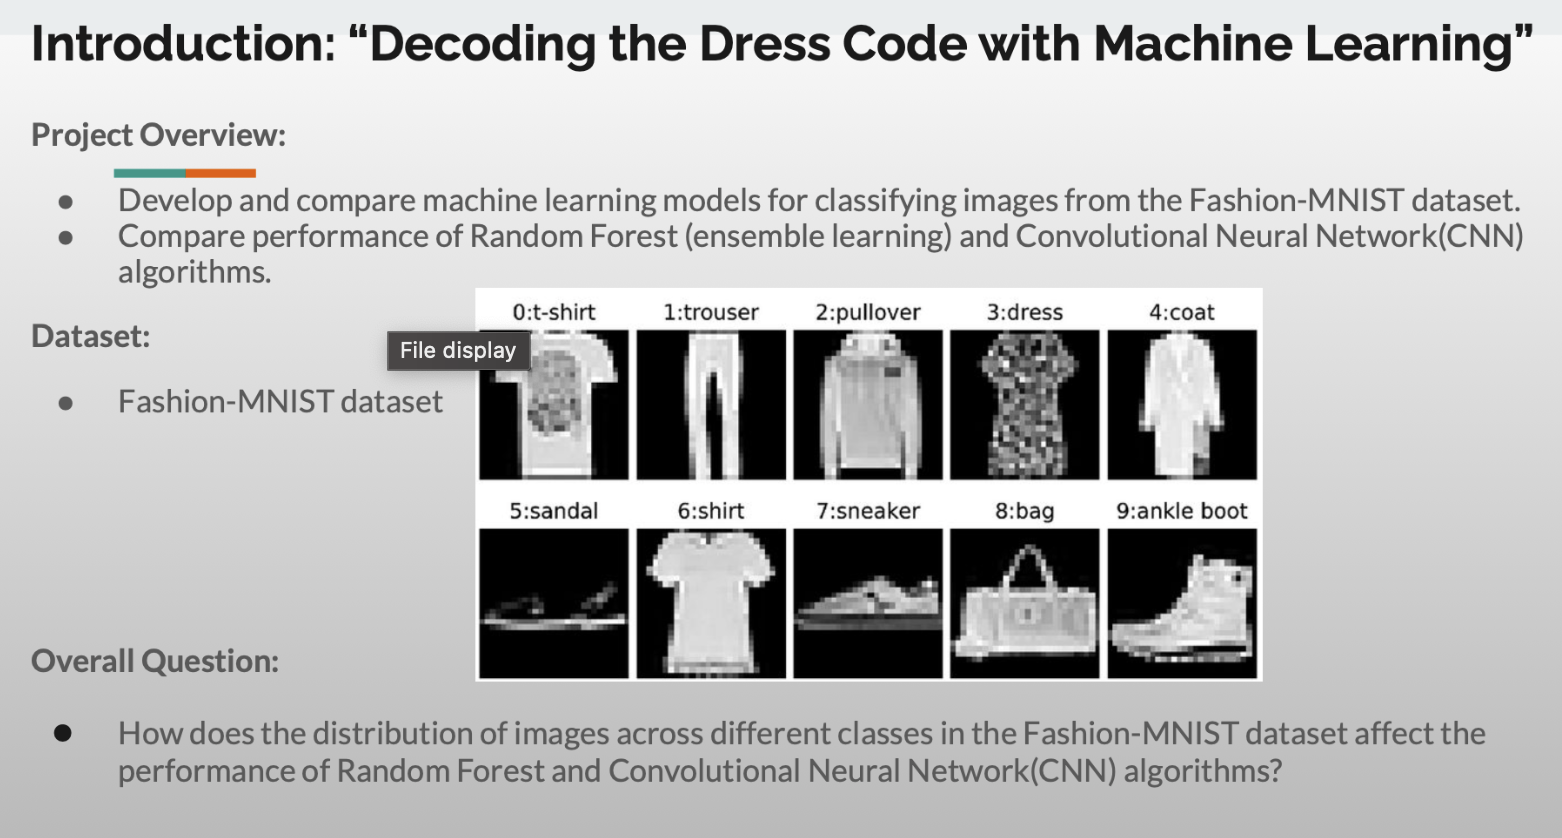 Introduction: “Decoding the Dress Code with Machine Learning”
Project Overview:
● Develop and compare machine learning models for classifying images from the Fashion-MNIST dataset.
● Compare performance of Random Forest (ensemble learning) and Convolutional Neural Network(CNN)
algorithms.
Dataset:
● Fashion-MNIST dataset
File display
0:t-shirt 1:trouser 2:pullover 3:dress 4:coat
5:sandal 6:shirt 7:sneaker 8:bag 9:ankle boot
Overall Question:
● How does the distribution of images across different classes in the Fashion-MNIST dataset affect the
performance of Random Forest and Convolutional Neural Network(CNN) algorithms?